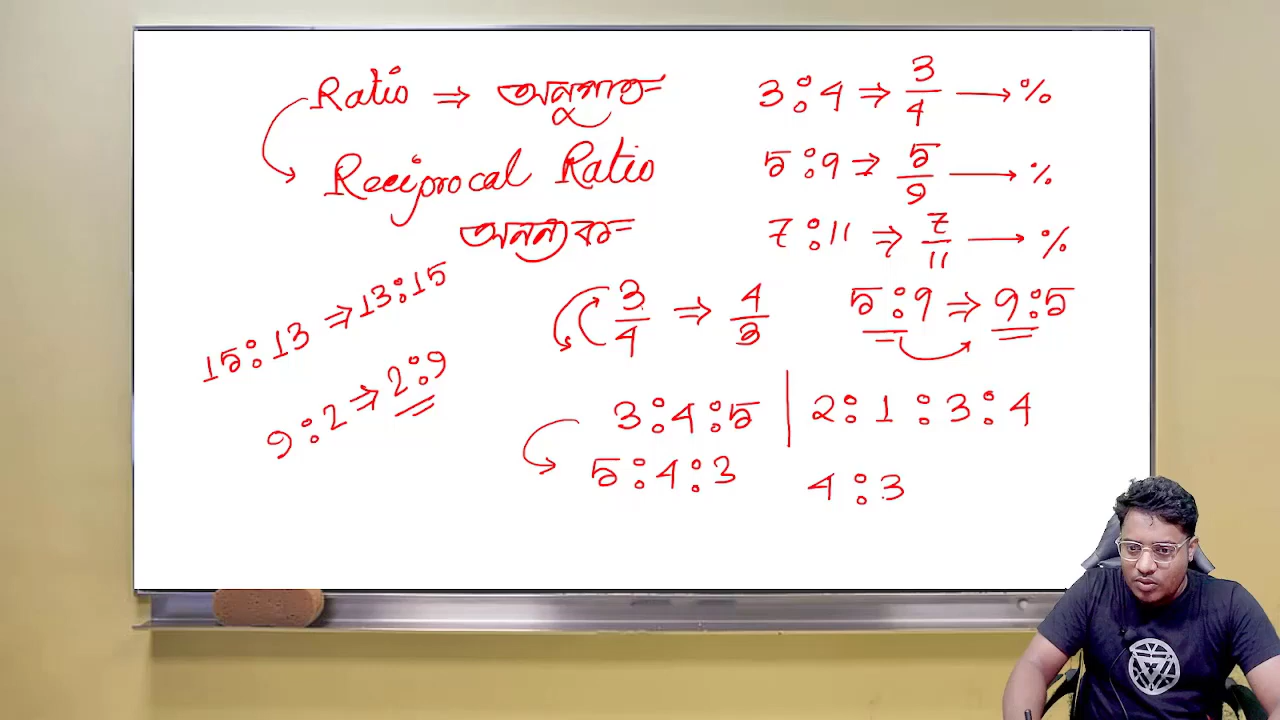 Ratio ⇒ অনুপাত
Reciprocal Ratio
3:4 ⇒ 3/4 → %
5:9 ⇒ 5/9 → %
7:11 ⇒ 7/11 → %
15:13 ⇒ 13:15
9:2 ⇒ 2:9
3/4 ⇒ 4/3
5:9 ⇒ 9:5
3:4:5
5:4:3
2:1:3:4
4:3